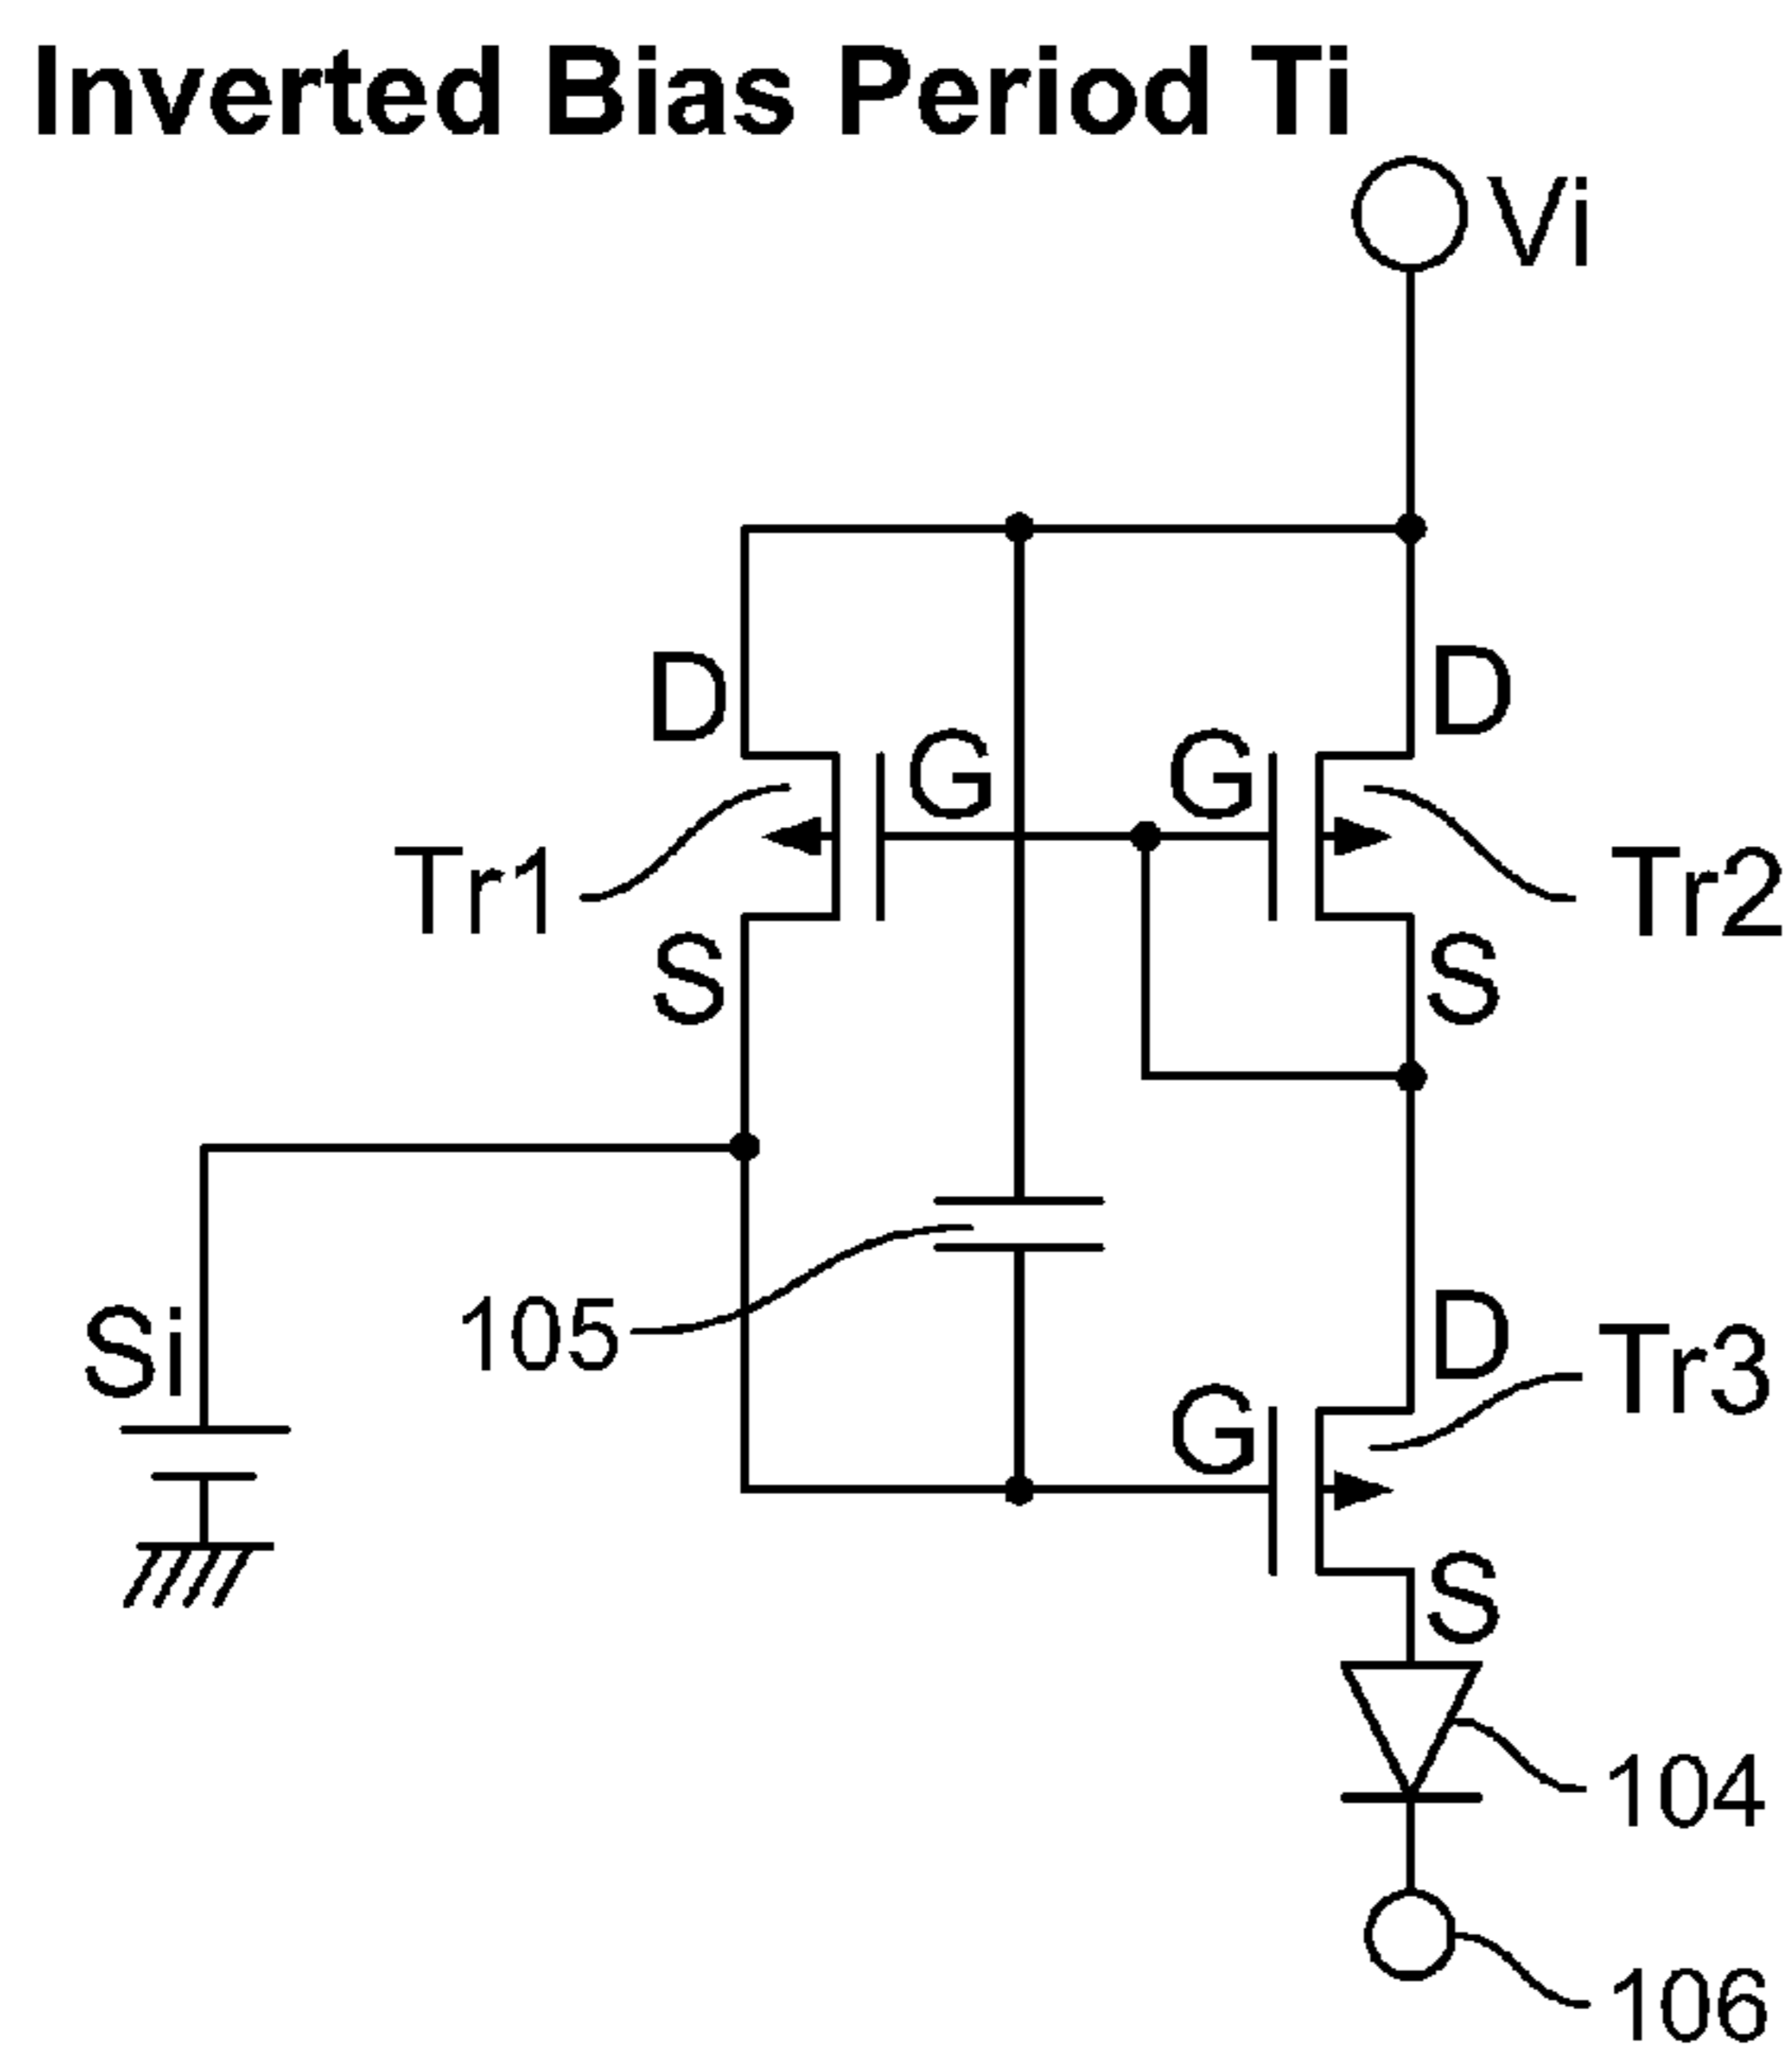 Inverted Bias Period Ti
Vi
D
D
G
G
Tr1
Tr2
S
S
105
Si
D
Tr3
G
S
104
106